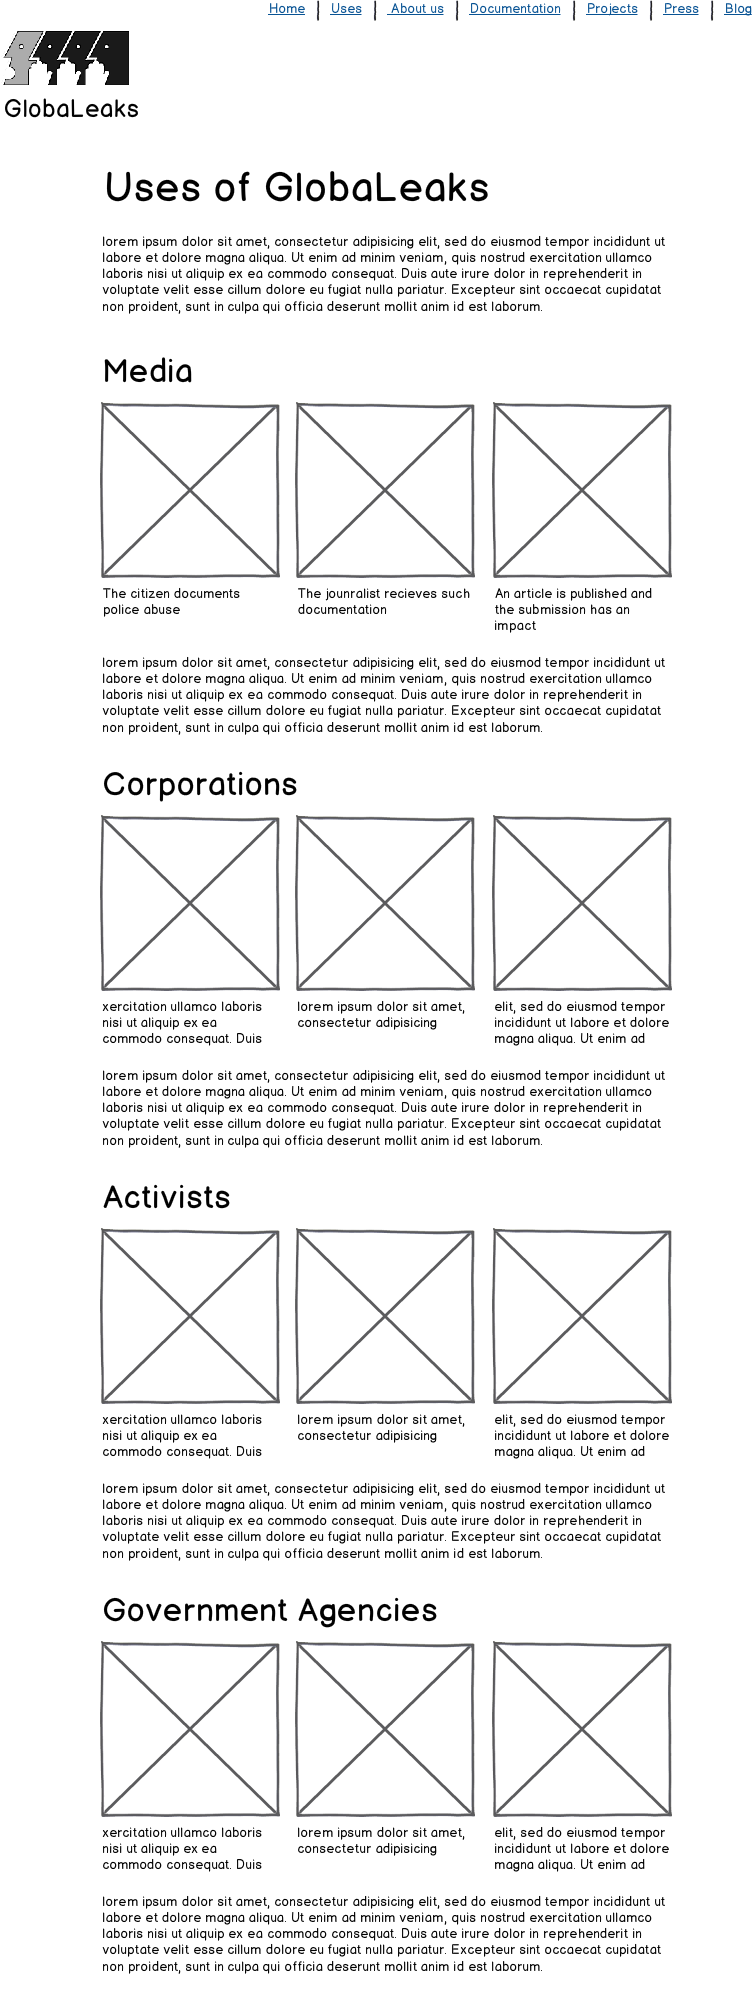 Home | Uses | About us | Documentation | Projects | Press | Blog
GlobaLeaks
Uses of GlobaLeaks
lorem ipsum dolor sit amet, consectetur adipisicing elit, sed do eiusmod tempor incididunt ut
labore et dolore magna aliqua. Ut enim ad minim veniam, quis nostrud exercitation ullamco
laboris nisi ut aliquip ex ea commodo consequat. Duis aute irure dolor in reprehenderit in
voluptate velit esse cillum dolore eu fugiat nulla pariatur. Excepteur sint occaecat cupidatat
non proident, sunt in culpa qui officia deserunt mollit anim id est laborum.
Media
The citizen documents
police abuse
The jounralist recieves such
documentation
An article is published and
the submission has an
impact
lorem ipsum dolor sit amet, consectetur adipisicing elit, sed do eiusmod tempor incididunt ut
labore et dolore magna aliqua. Ut enim ad minim veniam, quis nostrud exercitation ullamco
laboris nisi ut aliquip ex ea commodo consequat. Duis aute irure dolor in reprehenderit in
voluptate velit esse cillum dolore eu fugiat nulla pariatur. Excepteur sint occaecat cupidatat
non proident, sunt in culpa qui officia deserunt mollit anim id est laborum.
Corporations
xercitation ullamco laboris
nisi ut aliquip ex ea
commodo consequat. Duis
lorem ipsum dolor sit amet,
consectetur adipisicing
elit, sed do eiusmod tempor
incididunt ut labore et dolore
magna aliqua. Ut enim ad
lorem ipsum dolor sit amet, consectetur adipisicing elit, sed do eiusmod tempor incididunt ut
labore et dolore magna aliqua. Ut enim ad minim veniam, quis nostrud exercitation ullamco
laboris nisi ut aliquip ex ea commodo consequat. Duis aute irure dolor in reprehenderit in
voluptate velit esse cillum dolore eu fugiat nulla pariatur. Excepteur sint occaecat cupidatat
non proident, sunt in culpa qui officia deserunt mollit anim id est laborum.
Activists
xercitation ullamco laboris
nisi ut aliquip ex ea
commodo consequat. Duis
lorem ipsum dolor sit amet,
consectetur adipisicing
elit, sed do eiusmod tempor
incididunt ut labore et dolore
magna aliqua. Ut enim ad
lorem ipsum dolor sit amet, consectetur adipisicing elit, sed do eiusmod tempor incididunt ut
labore et dolore magna aliqua. Ut enim ad minim veniam, quis nostrud exercitation ullamco
laboris nisi ut aliquip ex ea commodo consequat. Duis aute irure dolor in reprehenderit in
voluptate velit esse cillum dolore eu fugiat nulla pariatur. Excepteur sint occaecat cupidatat
non proident, sunt in culpa qui officia deserunt mollit anim id est laborum.
Government Agencies
xercitation ullamco laboris
nisi ut aliquip ex ea
commodo consequat. Duis
lorem ipsum dolor sit amet,
consectetur adipisicing
elit, sed do eiusmod tempor
incididunt ut labore et dolore
magna aliqua. Ut enim ad
lorem ipsum dolor sit amet, consectetur adipisicing elit, sed do eiusmod tempor incididunt ut
labore et dolore magna aliqua. Ut enim ad minim veniam, quis nostrud exercitation ullamco
laboris nisi ut aliquip ex ea commodo consequat. Duis aute irure dolor in reprehenderit in
voluptate velit esse cillum dolore eu fugiat nulla pariatur. Excepteur sint occaecat cupidatat
non proident, sunt in culpa qui officia deserunt mollit anim id est laborum.